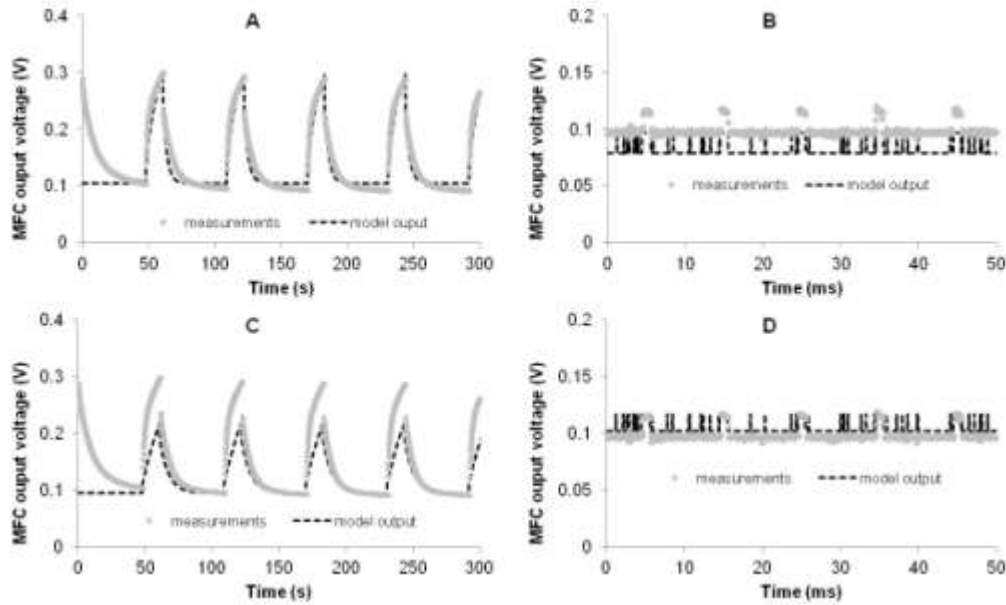 A
MFC ouput voltage (V)
0.4
0.3
0.2
0.1
0
measurements
model ouput
0 50 100 150 200 250 300
Time (s)
B
MFC ouput voltage (V)
0.2
0.15
0.1
0.05
0
measurements
model output
0 10 20 30 40 50
Time (ms)
C
MFC ouput voltage (V)
0.4
0.3
0.2
0.1
0
measurements
model output
0 50 100 150 200 250 300
Time (s)
D
MFC ouput voltage (V)
0.2
0.15
0.1
0.05
0
measurements
model output
0 10 20 30 40 50
Time (ms)